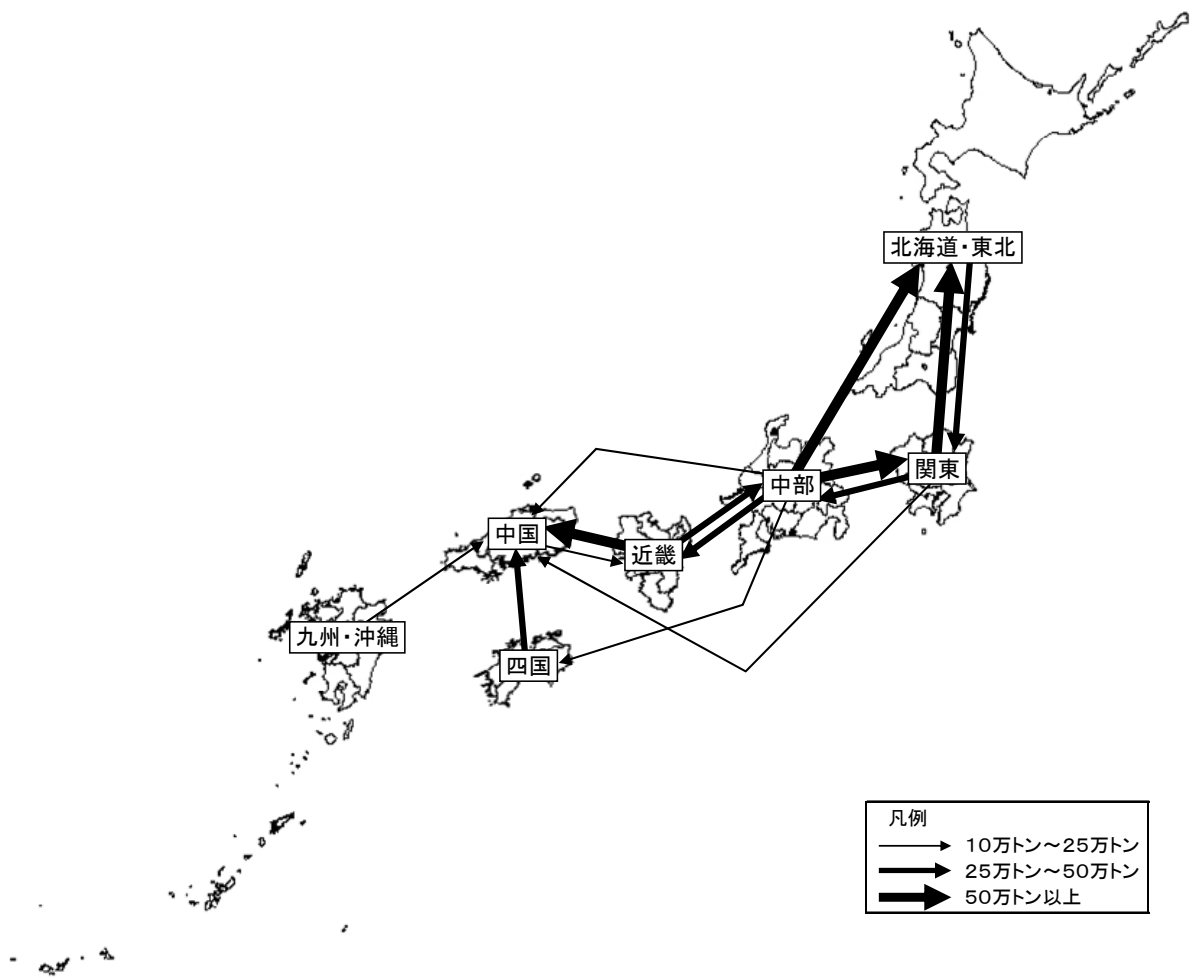 北海道・東北
関東
中部
中国
近畿
九州・沖縄
四国
凡例
10万トン～25万トン
25万トン～50万トン
50万トン以上